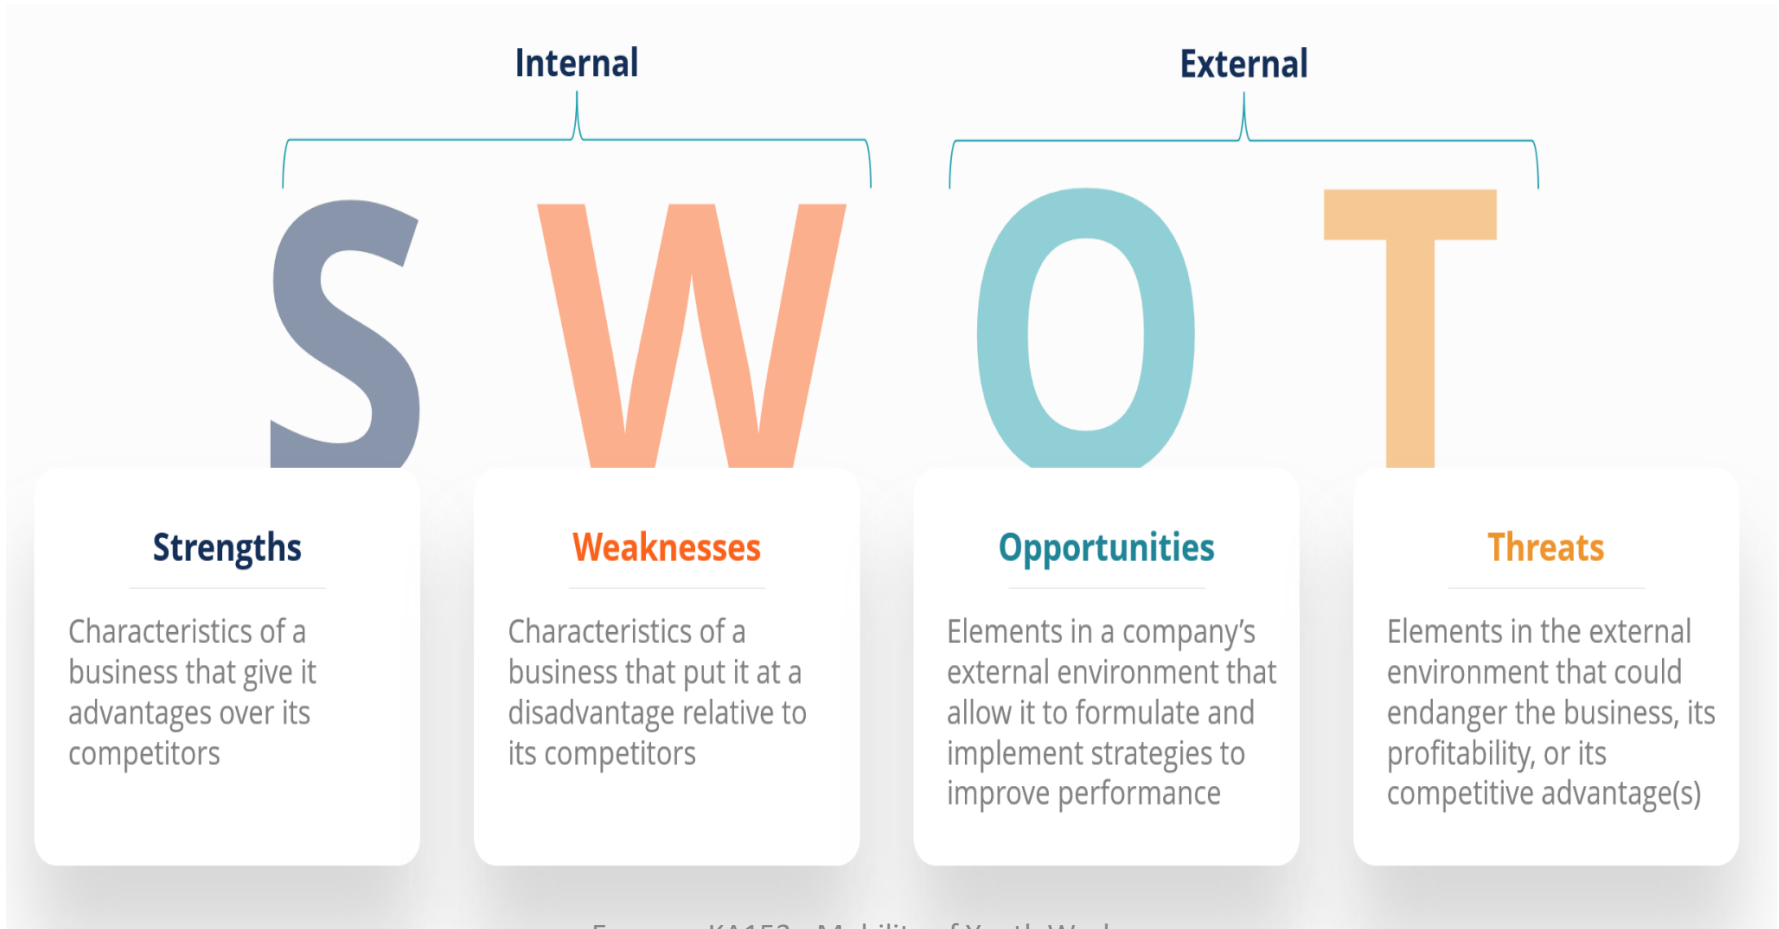 Internal
External
S W O T
Strengths
Characteristics of a
business that give it
advantages over its
competitors
Weaknesses
Characteristics of a
business that put it at a
disadvantage relative to
its competitors
Opportunities
Elements in a company’s
external environment that
allow it to formulate and
implement strategies to
improve performance
Threats
Elements in the external
environment that could
endanger the business, its
profitability, or its
competitive advantage(s)
Mobility of Youth